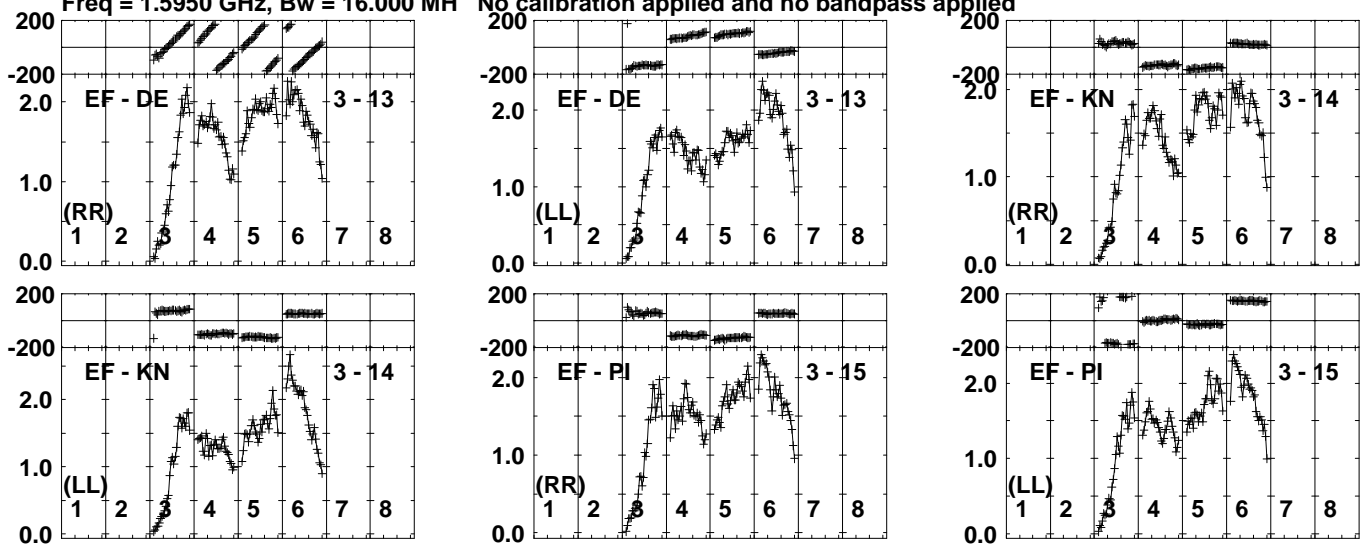 Freq = 1.5950 GHz, Bw = 16.000 MH No calibration applied and no bandpass applied
200
-200
EF - DE 3 - 13
2.0
1.0
(RR)
1 2 3 4 5 6 7 8
0.0
200
-200
EF - DE 3 - 13
2.0
1.0
(LL)
1 2 3 4 5 6 7 8
0.0
200
-200
EF - KN 3 - 14
2.0
1.0
(RR)
1 2 3 4 5 6 7 8
0.0
200
-200
EF - KN 3 - 14
2.0
1.0
(LL)
1 2 3 4 5 6 7 8
0.0
200
-200
EF - PI 3 - 15
2.0
1.0
(RR)
1 2 3 4 5 6 7 8
0.0
200
-200
EF - PI 3 - 15
2.0
1.0
(LL)
1 2 3 4 5 6 7 8
0.0